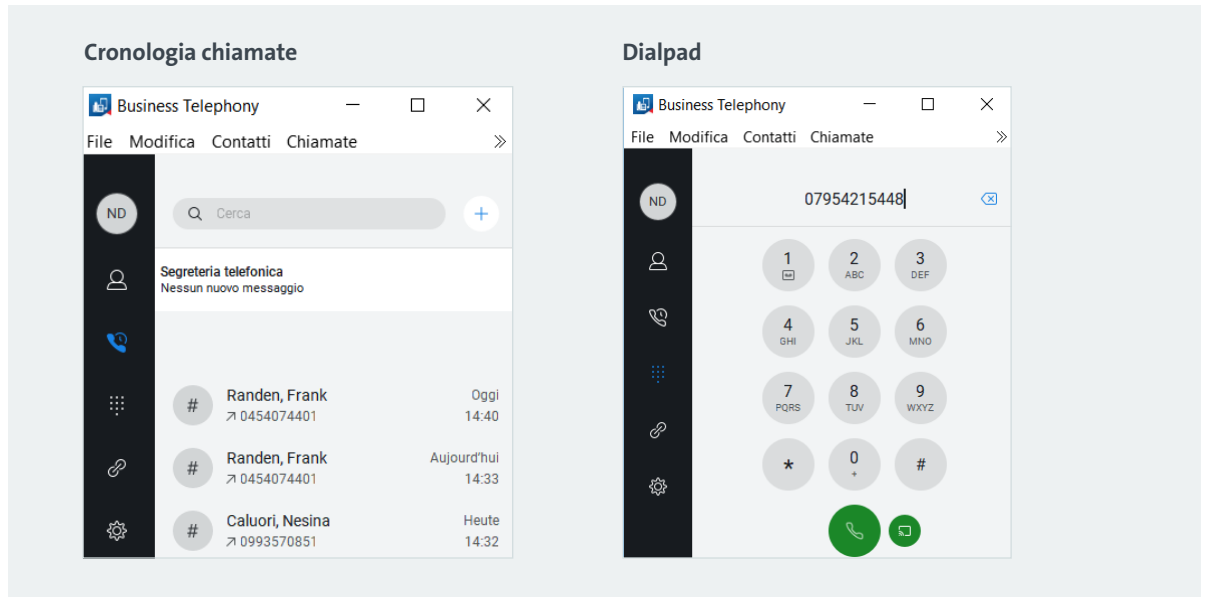 Cronologia chiamate
Business Telephony
File Modifica Contatti Chiamate
ND
Cerca
Segreteria telefonica
Nessun nuovo messaggio
# Randen, Frank Oggi
0454074401 14:40
# Randen, Frank Aujourd'hui
0454074401 14:33
# Caluori, Nesina Heute
0993570851 14:32
Dialpad
Business Telephony
File Modifica Contatti Chiamate
ND
07954215448
1 2 3
ABC DEF
4 5 6
GHI JKL MNO
7 8 9
PQRS TUV WXYZ
* 0 #
+